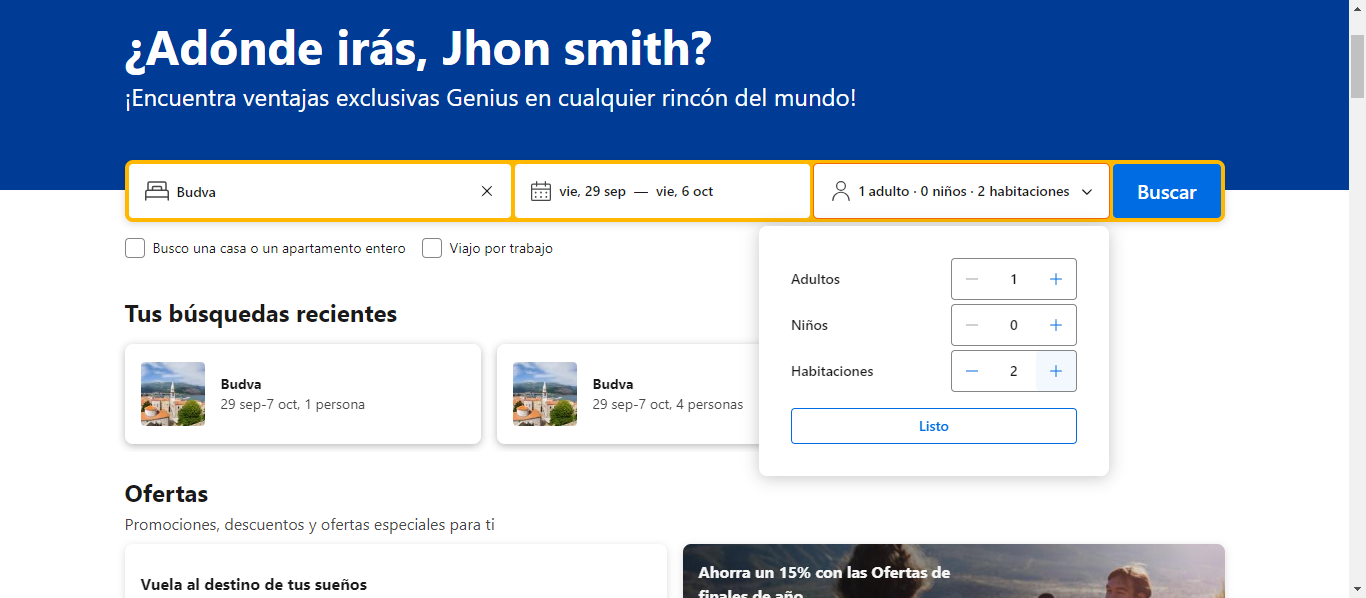 ¿Adónde irás, Jhon smith?
¡Encuentra ventajas exclusivas Genius en cualquier rincón del mundo!
Budva
vie, 29 sep — vie, 6 oct
1 adulto · 0 niños · 2 habitaciones
Buscar
Busco una casa o un apartamento entero
Viajo por trabajo
Adultos
1
Niños
0
Habitaciones
2
Listo
Tus búsquedas recientes
Budva
29 sep-7 oct, 1 persona
Budva
29 sep-7 oct, 4 personas
Ofertas
Promociones, descuentos y ofertas especiales para ti
Vuela al destino de tus sueños
Ahorra un 15% con las Ofertas de
finales de año